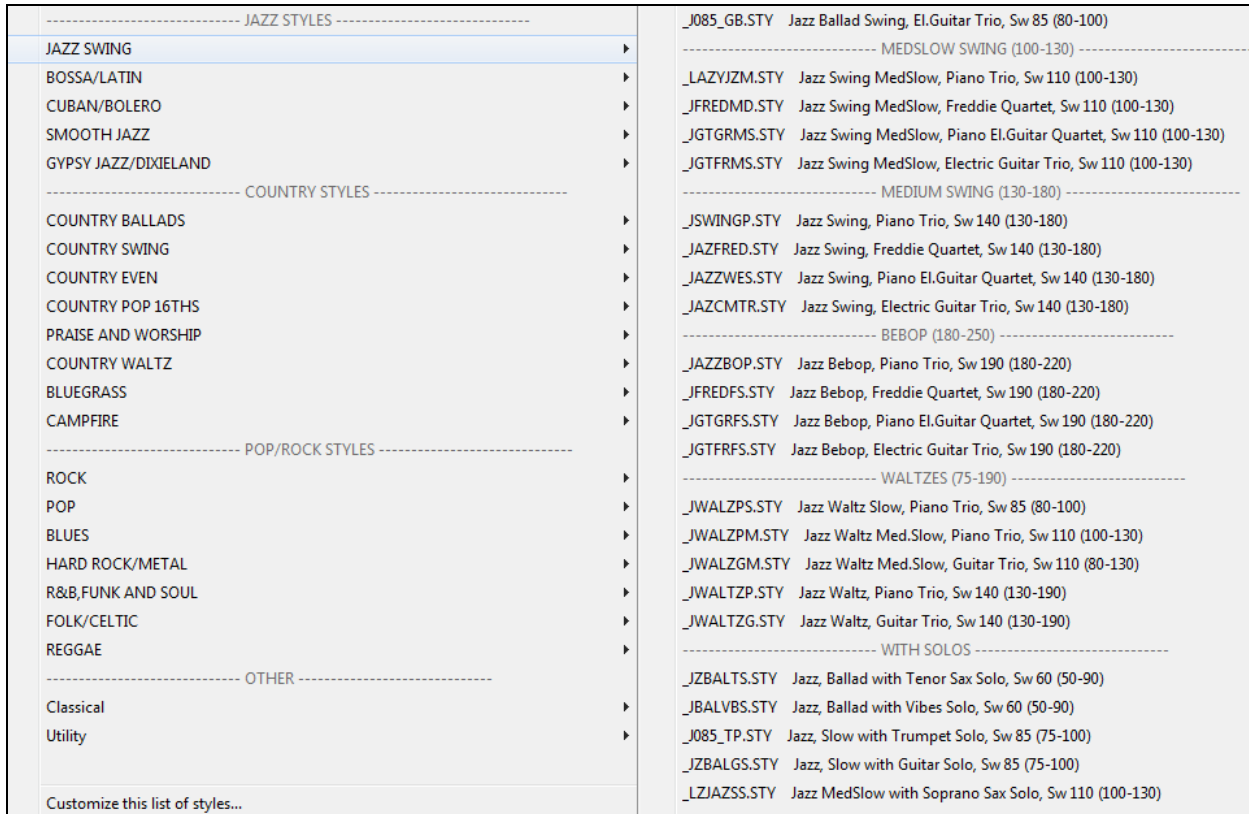 ------------------------------ JAZZ STYLES ------------------------------
JAZZ SWING
BOSSA/LATIN
CUBAN/BOLERO
SMOOTH JAZZ
GYPSY JAZZ/DIXIELAND
------------------------------ COUNTRY STYLES ------------------------------
COUNTRY BALLADS
COUNTRY SWING
COUNTRY EVEN
COUNTRY POP 16THS
PRAISE AND WORSHIP
COUNTRY WALTZ
BLUEGRASS
CAMPFIRE
------------------------------ POP/ROCK STYLES ------------------------------
ROCK
POP
BLUES
HARD ROCK/METAL
R&B,FUNK AND SOUL
FOLK/CELTIC
REGGAE
------------------------------ OTHER ------------------------------
Classical
Utility
Customize this list of styles...
_J085_GB.STY Jazz Ballad Swing, El.Guitar Trio, Sw 85 (80-100)
------------------------------ MEDSLOW SWING (100-130) ---------------------------
_LAZYJZM.STY Jazz Swing MedSlow, Piano Trio, Sw 110 (100-130)
_JFREDMD.STY Jazz Swing MedSlow, Freddie Quartet, Sw 110 (100-130)
_JGTGRMS.STY Jazz Swing MedSlow, Piano El.Guitar Quartet, Sw 110 (100-130)
_JGTFRMS.STY Jazz Swing MedSlow, Electric Guitar Trio, Sw 110 (100-130)
------------------------------ MEDIUM SWING (130-180) ---------------------------
_JSWINGP.STY Jazz Swing, Piano Trio, Sw 140 (130-180)
_JAZFRED.STY Jazz Swing, Freddie Quartet, Sw 140 (130-180)
_JAZZWES.STY Jazz Swing, Piano El.Guitar Quartet, Sw 140 (130-180)
_JAZCMTR.STY Jazz Swing, Electric Guitar Trio, Sw 140 (130-180)
------------------------------ BEBOP (180-250) ---------------------------
_JAZZBOP.STY Jazz Bebop, Piano Trio, Sw 190 (180-220)
_JFREDFS.STY Jazz Bebop, Freddie Quartet, Sw 190 (180-220)
_JGTGRFS.STY Jazz Bebop, Piano El.Guitar Quartet, Sw 190 (180-220)
_JGTFRFS.STY Jazz Bebop, Electric Guitar Trio, Sw 190 (180-220)
------------------------------ WALTZES (75-190) ---------------------------
_JWALZPS.STY Jazz Waltz Slow, Piano Trio, Sw 85 (80-100)
_JWALZPM.STY Jazz Waltz Med.Slow, Piano Trio, Sw 110 (100-130)
_JWALZGM.STY Jazz Waltz Med.Slow, Guitar Trio, Sw 110 (80-130)
_JWALTZP.STY Jazz Waltz, Piano Trio, Sw 140 (130-190)
_JWALTZG.STY Jazz Waltz, Guitar Trio, Sw 140 (130-190)
------------------------------ WITH SOLOS ------------------------------
_JZBALTS.STY Jazz, Ballad with Tenor Sax Solo, Sw 60 (50-90)
_JBALVBS.STY Jazz, Ballad with Vibes Solo, Sw 60 (50-90)
_J085_TP.STY Jazz, Slow with Trumpet Solo, Sw 85 (75-100)
_JZBALGS.STY Jazz, Slow with Guitar Solo, Sw 85 (75-100)
_LZJAZSS.STY Jazz MedSlow with Soprano Sax Solo, Sw 110 (100-130)